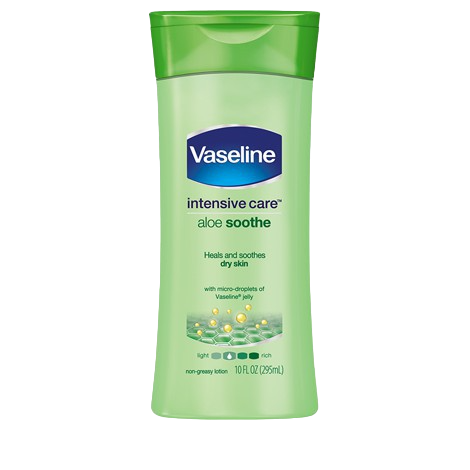 Vaseline
intensive care™
aloe soothe
Heals and soothes
dry skin
with micro-droplets of
Vaseline® jelly
light rich
non-greasy lotion 10 FL OZ (295mL)